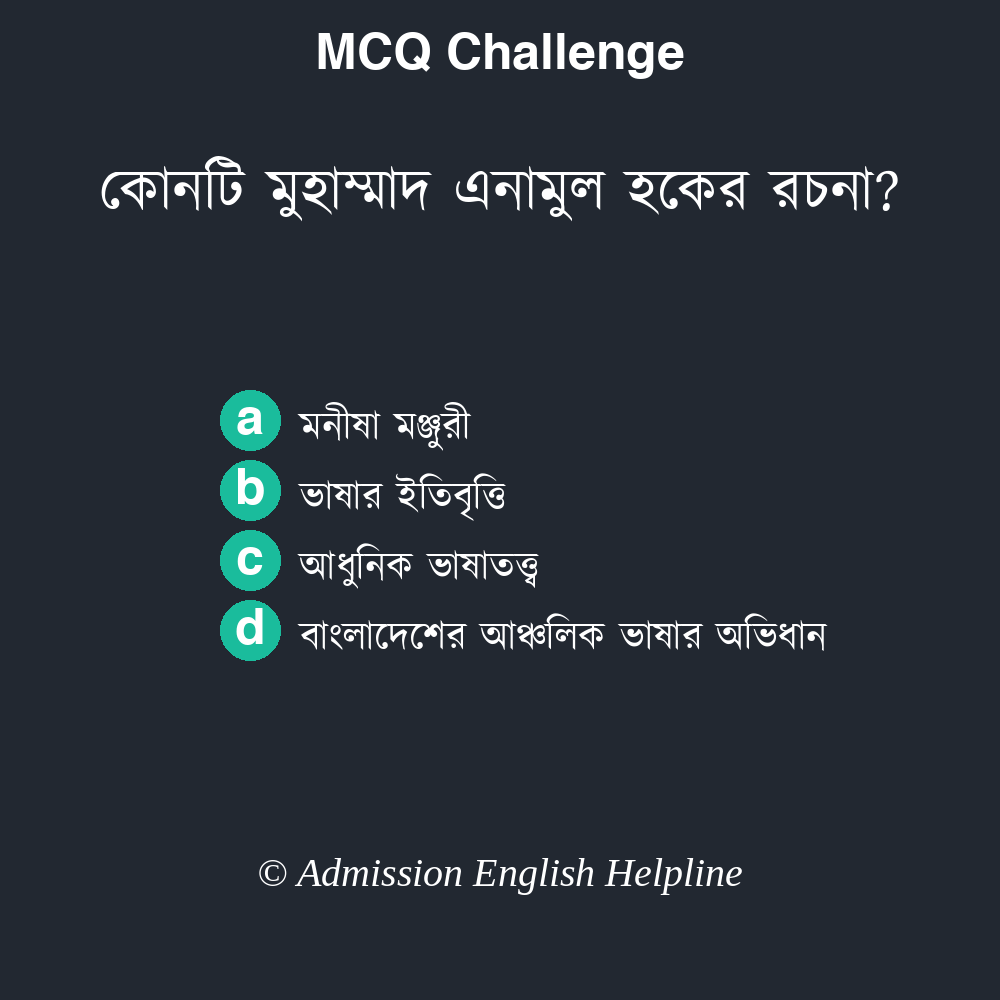 MCQ Challenge
কোনটি মুহাম্মাদ এনামুল হকের রচনা?
a মনীষা মঞ্জুরী
b ভাষার ইতিবৃত্তি
c আধুনিক ভাষাতত্ত্ব
d বাংলাদেশের আঞ্চলিক ভাষার অভিধান
© Admission English Helpline